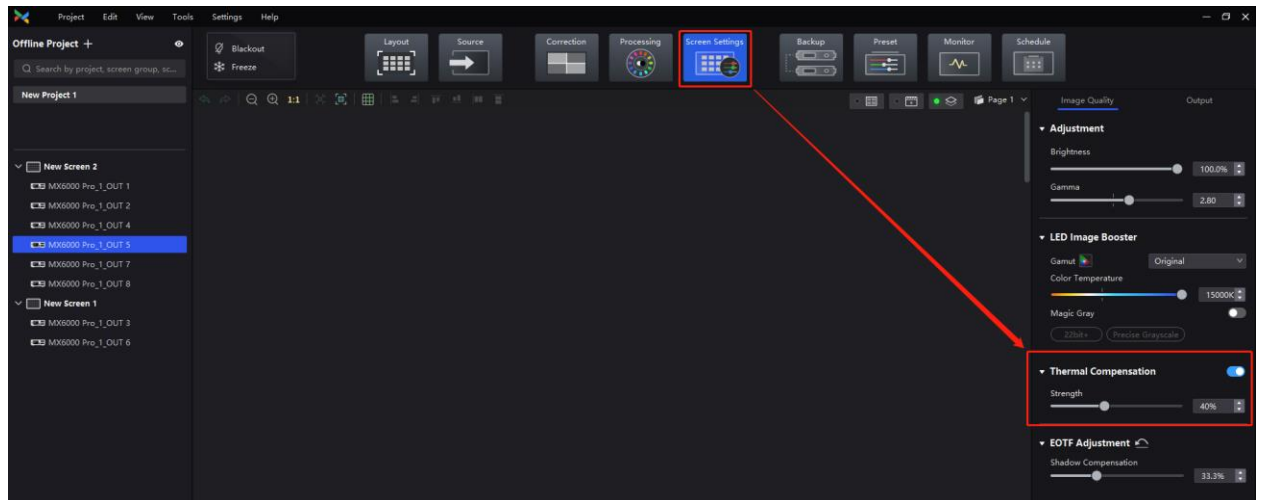 Project Edit View Tools Settings Help
Offline Project +
Blackout
Freeze
Layout Source Correction Processing Screen Settings Backup Preset Monitor Schedule
Search by project, screen group, sc...
New Project 1
1:1
Page 1
Image Quality Output
Adjustment
Brightness
100.0%
Gamma
2.80
LED Image Booster
Gamut Original
Color Temperature
15000K
Magic Gray
22bit+ Precise Grayscale
Thermal Compensation
Strength
40%
EOTF Adjustment
Shadow Compensation
33.3%
New Screen 2
MX6000 Pro_1_OUT 1
MX6000 Pro_1_OUT 2
MX6000 Pro_1_OUT 4
MX6000 Pro_1_OUT 5
MX6000 Pro_1_OUT 7
MX6000 Pro_1_OUT 8
New Screen 1
MX6000 Pro_1_OUT 3
MX6000 Pro_1_OUT 6